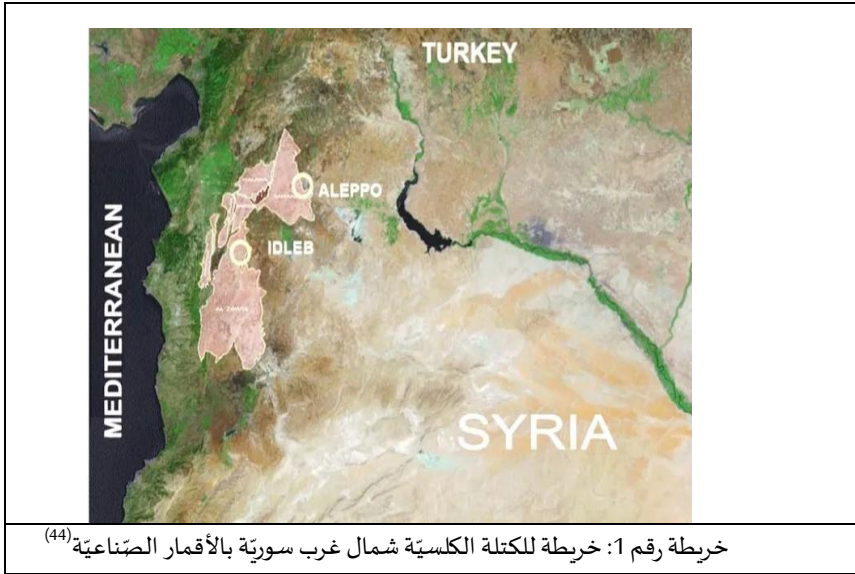 TURKEY
ALEPPO
IDLEB
MEDITERRANEAN
SYRIA
خريطة رقم 1: خريطة للكتلة الكلسيّة شمال غرب سوريّة بالأقمار الصّناعيّة(44)